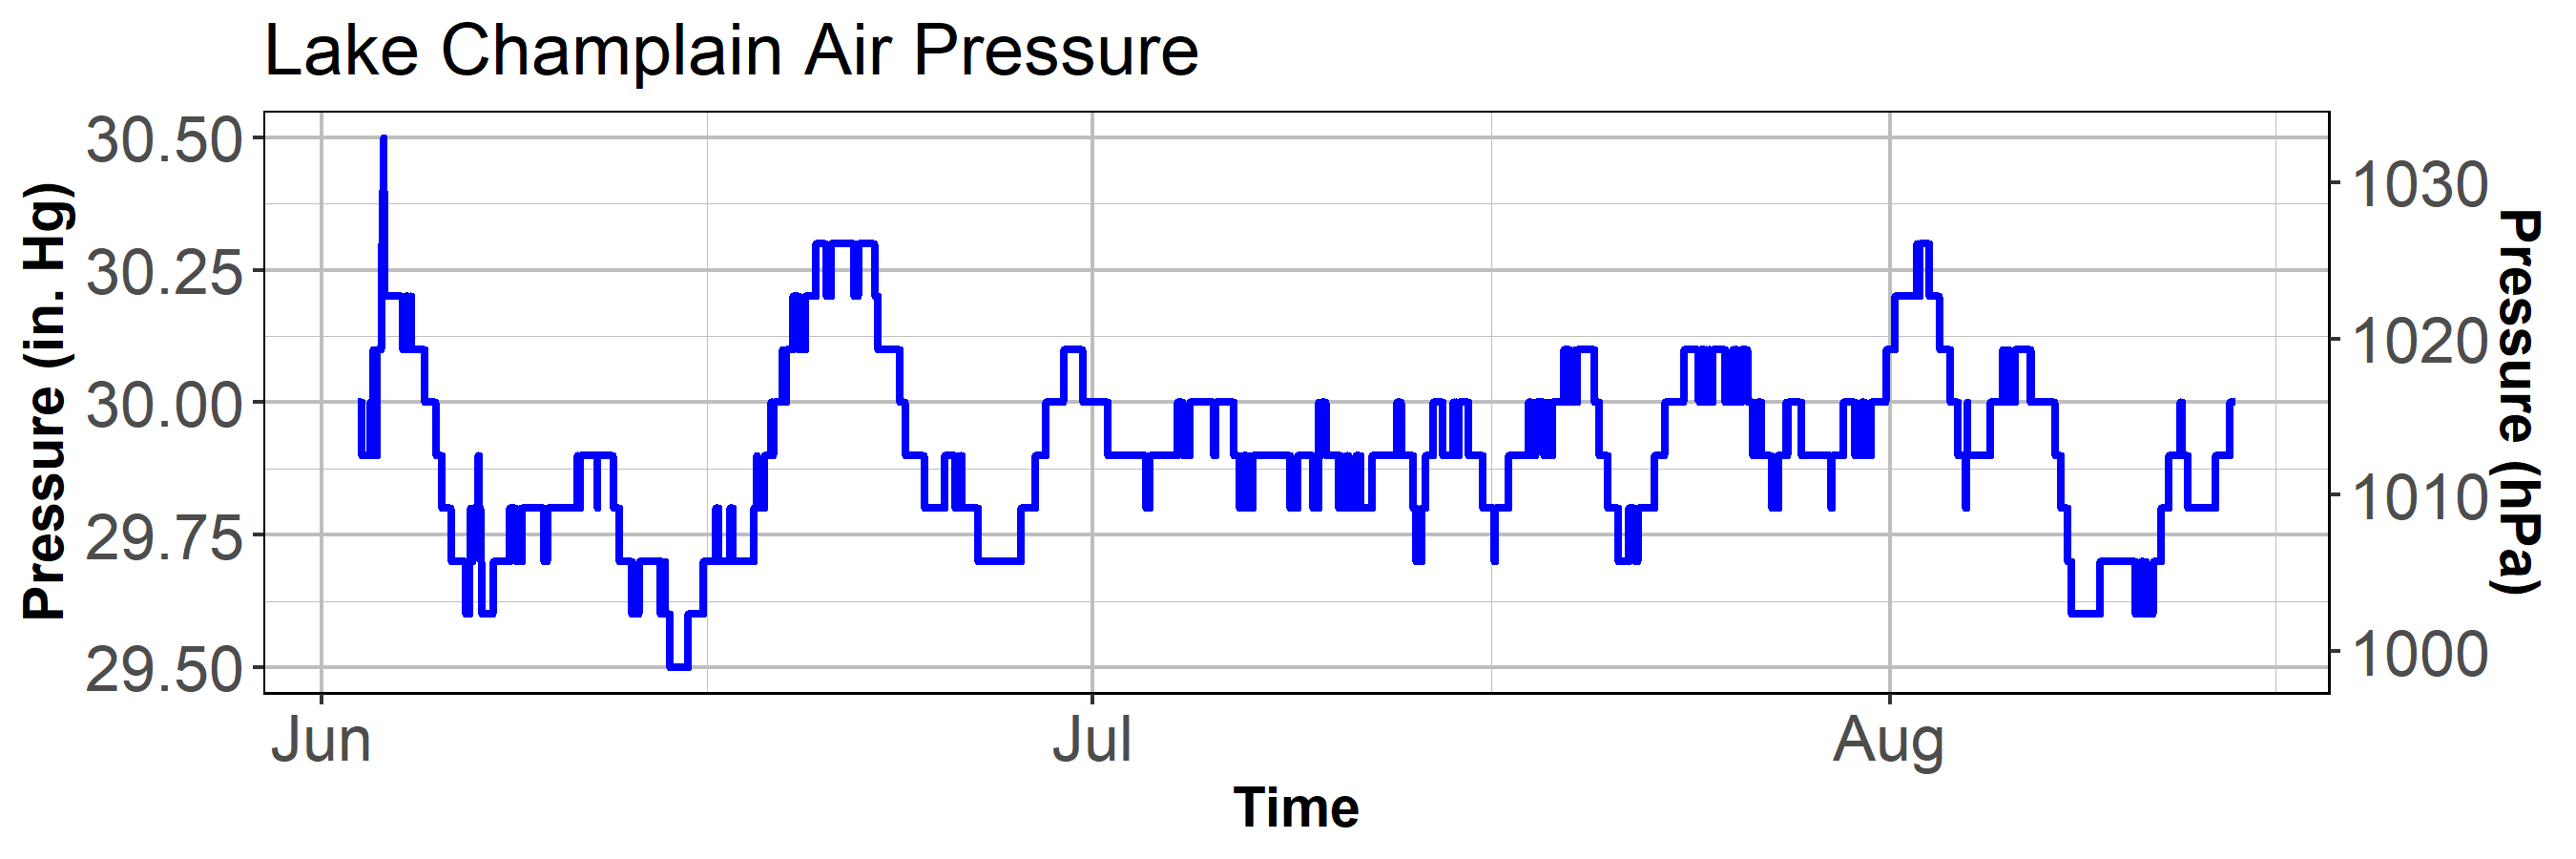 Lake Champlain Air Pressure
Pressure (in. Hg)
30.50
30.25
30.00
29.75
29.50
1030
1020
1010
1000
Pressure (hPa)
Jun Jul Aug
Time